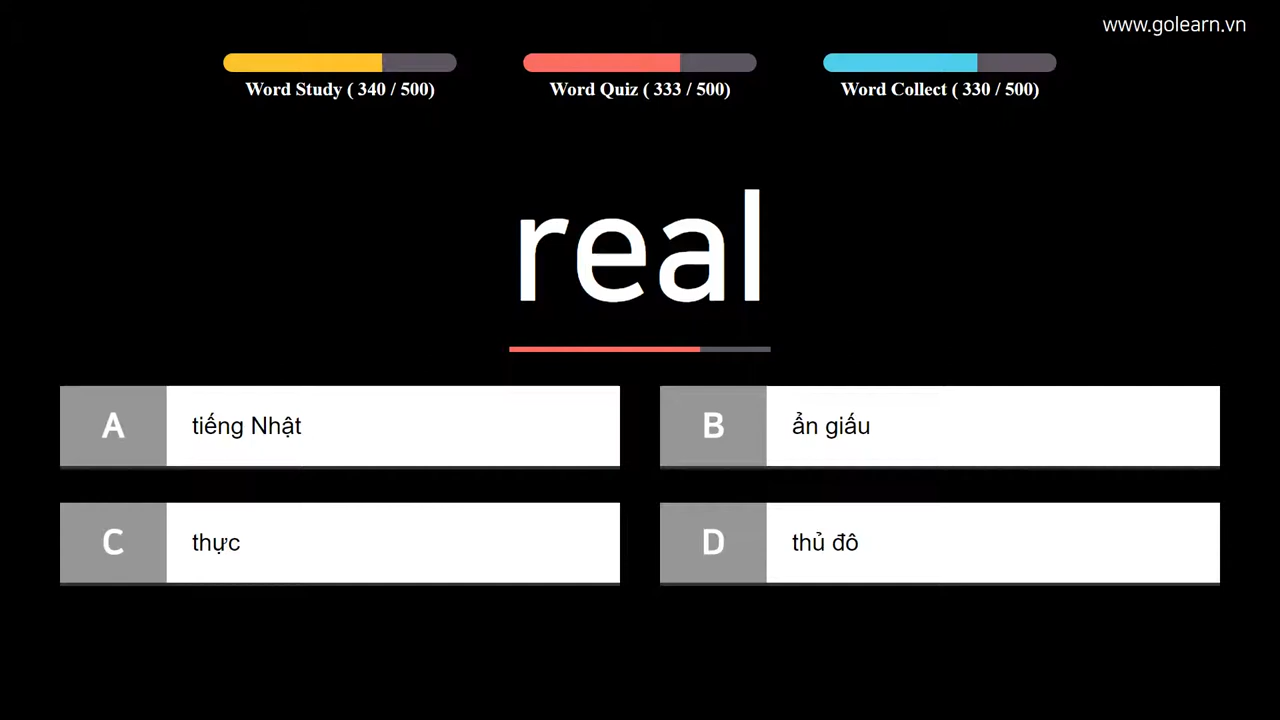 www.golearn.vn
Word Study ( 340 / 500)
Word Quiz ( 333 / 500)
Word Collect ( 330 / 500)
real
A tiếng Nhật
B ẩn giấu
C thực
D thủ đô